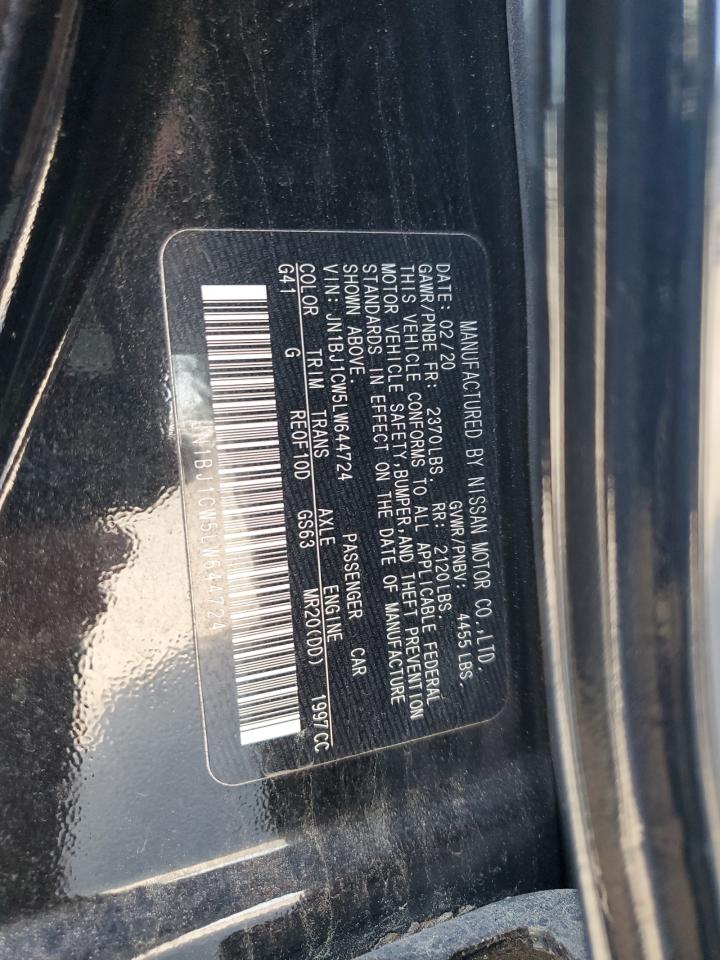 MANUFACTURED BY NISSAN MOTOR CO.,LTD.
DATE: 02/20 GVWR/PNBV: 4455LBS.
GAWR/PNBE FR: 2370LBS. RR: 2120LBS.
THIS VEHICLE CONFORMS TO ALL APPLICABLE FEDERAL
MOTOR VEHICLE SAFETY,BUMPER,AND THEFT PREVENTION
STANDARDS IN EFFECT ON THE DATE OF MANUFACTURE
SHOWN ABOVE.
VIN: JN1BJ1CW5LW644724 PASSENGER CAR
COLOR TRIM TRANS AXLE ENGINE
G41 G RE0F10D GS63 MR20(DD) 1997CC
JN1BJ1CW5LW644724